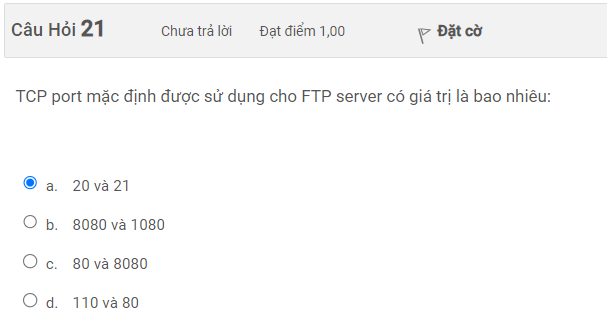 Câu Hỏi 21 Chưa trả lời Đạt điểm 1,00 Đặt cờ
TCP port mặc định được sử dụng cho FTP server có giá trị là bao nhiêu:
a. 20 và 21
b. 8080 và 1080
c. 80 và 8080
d. 110 và 80